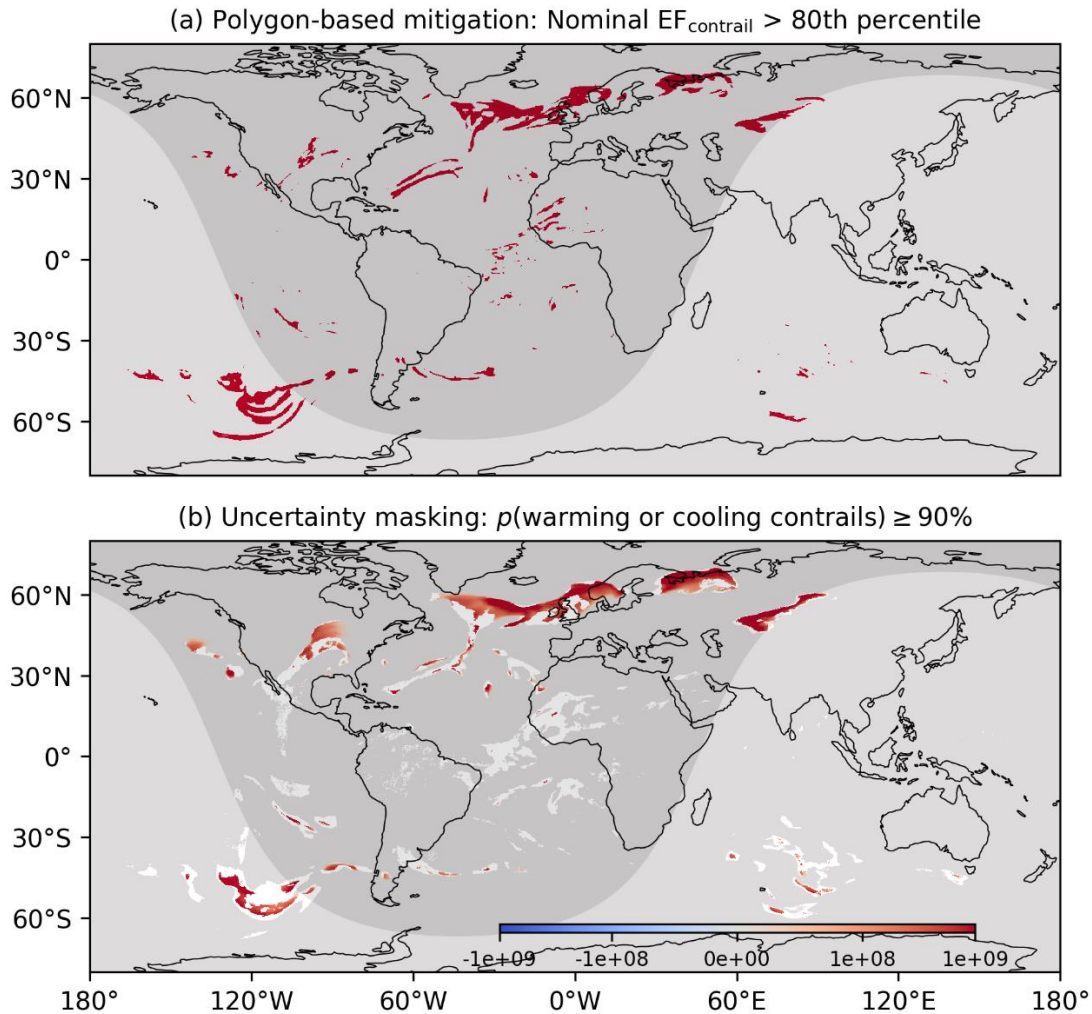 (a) Polygon-based mitigation: Nominal EFcontrail > 80th percentile
60°N
30°N
0°
30°S
60°S
(b) Uncertainty masking: p(warming or cooling contrails) ≥ 90%
60°N
30°N
0°
30°S
60°S
-1e+09 -1e+08 0e+00 1e+08 1e+09
180° 120°W 60°W 0°W 60°E 120°E 180°